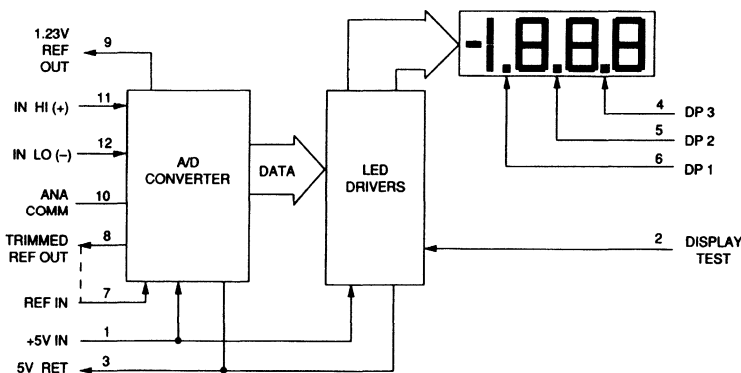 1.23V
REF
OUT
9
IN HI (+)
11
IN LO (–)
12
ANA
COMM
10
TRIMMED
REF OUT
8
REF IN
7
+5V IN
1
5V RET
3
A/D
CONVERTER
DATA
LED
DRIVERS
-1.8.8.8
4
DP 3
5
DP 2
6
DP 1
2
DISPLAY
TEST